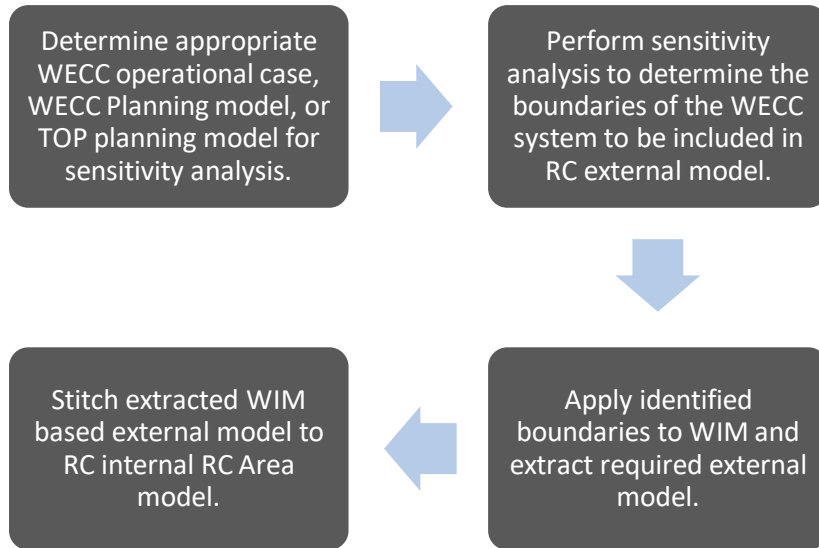 Determine appropriate
WECC operational case,
WECC Planning model, or
TOP planning model for
sensitivity analysis.
Perform sensitivity
analysis to determine the
boundaries of the WECC
system to be included in
RC external model.
Apply identified
boundaries to WIM and
extract required external
model.
Stitch extracted WIM
based external model to
RC internal RC Area
model.